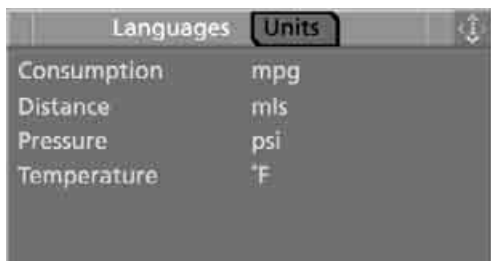 Languages Units
Consumption mpg
Distance mls
Pressure psi
Temperature °F